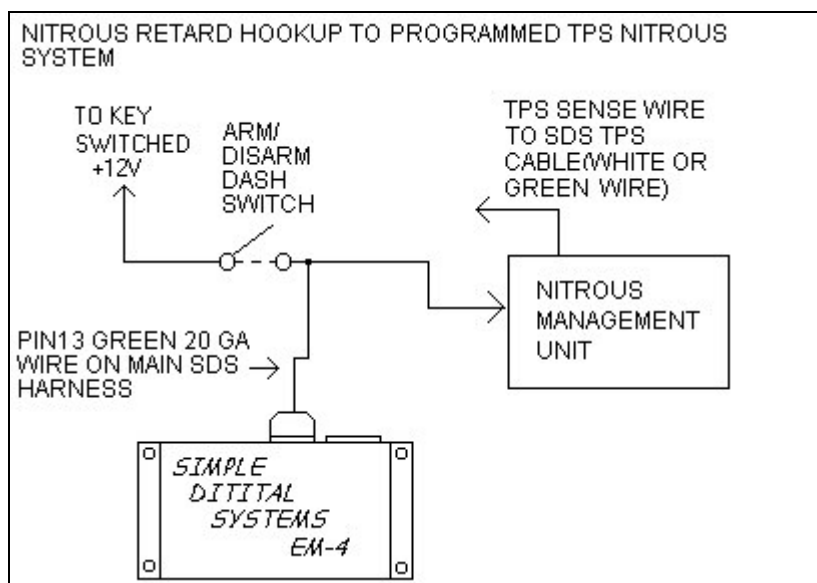 NITROUS RETARD HOOKUP TO PROGRAMMED TPS NITROUS
SYSTEM
TO KEY
SWITCHED
+12V
ARM/
DISARM
DASH
SWITCH
TPS SENSE WIRE
TO SDS TPS
CABLE(WHITE OR
GREEN WIRE)
NITROUS
MANAGEMENT
UNIT
PIN13 GREEN 20 GA
WIRE ON MAIN SDS
HARNESS
SIMPLE
DITITAL
SYSTEMS
EM-4